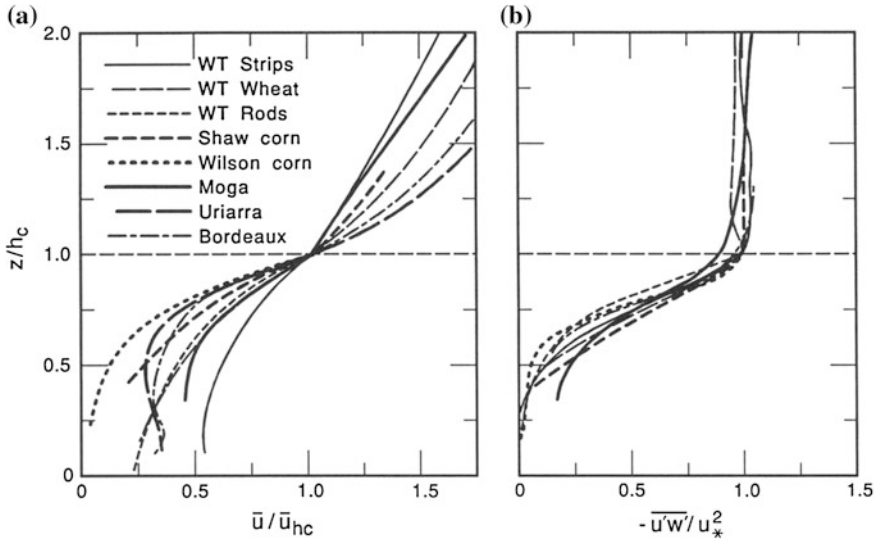 (a)
2.0
1.5
1.0
0.5
0
z/h_c
WT Strips
WT Wheat
WT Rods
Shaw corn
Wilson corn
Moga
Uriarra
Bordeaux
0 0.5 1.0 1.5
ū/ū_hc
(b)
0 0.5 1.0 1.5
-u'w'/u_*^2